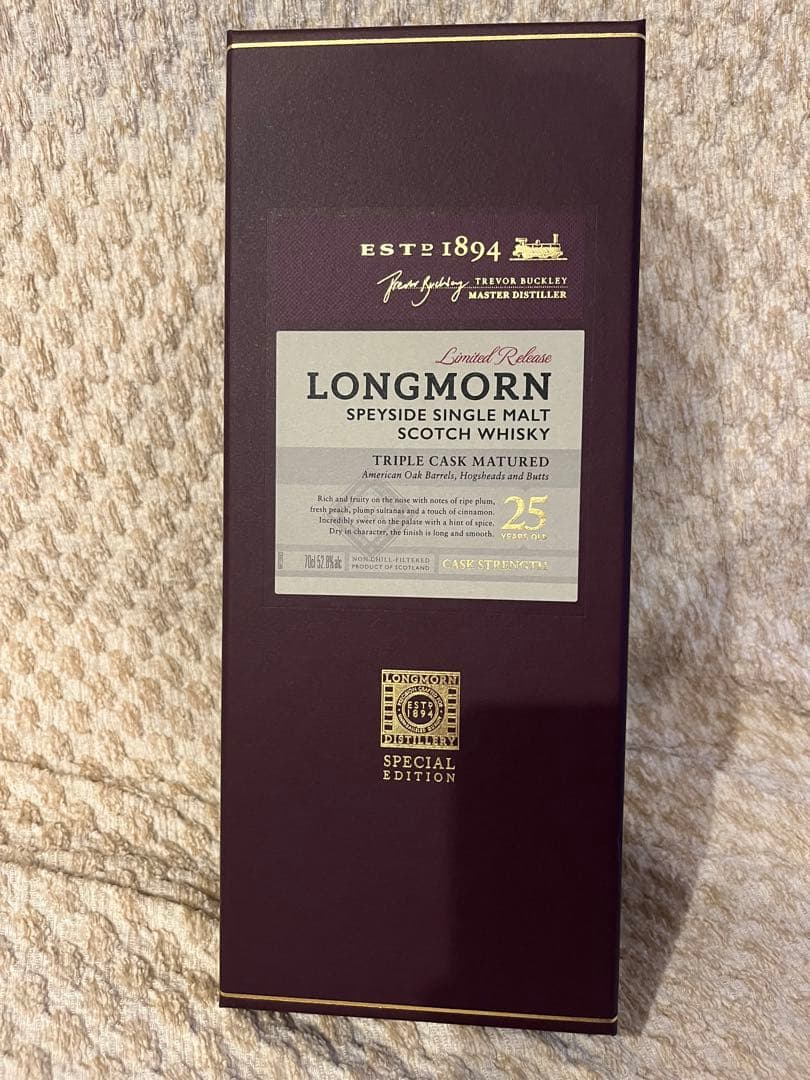 ESTD 1894
Trevor Buckley TREVOR BUCKLEY
MASTER DISTILLER
Limited Release
LONGMORN
SPEYSIDE SINGLE MALT
SCOTCH WHISKY
TRIPLE CASK MATURED
American Oak Barrels, Hogsheads and Butts
Rich and fruity on the nose with notes of ripe plum,
fresh peach, plump sultanas and a touch of cinnamon.
Incredibly sweet on the palate with a hint of spice.
Dry in character, the finish is long and smooth.
25
YEARS OLD
70cl 52.8%alc
NON CHILL-FILTERED
PRODUCT OF SCOTLAND
CASK STRENGTH
LONGMORN
ESTD
1894
DISTILLERY
SPECIAL
EDITION